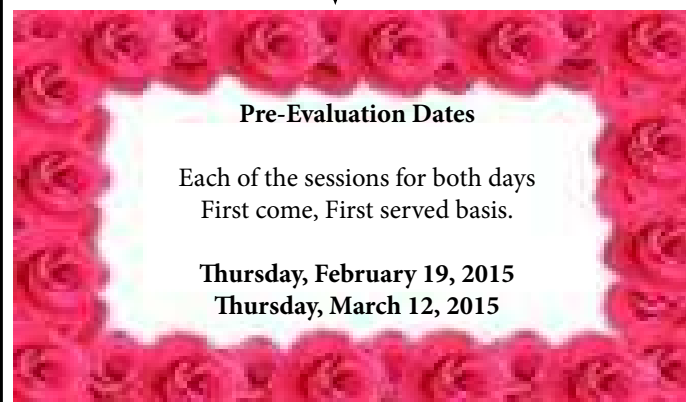 Pre-Evaluation Dates
Each of the sessions for both days
First come, First served basis.
Thursday, February 19, 2015
Thursday, March 12, 2015